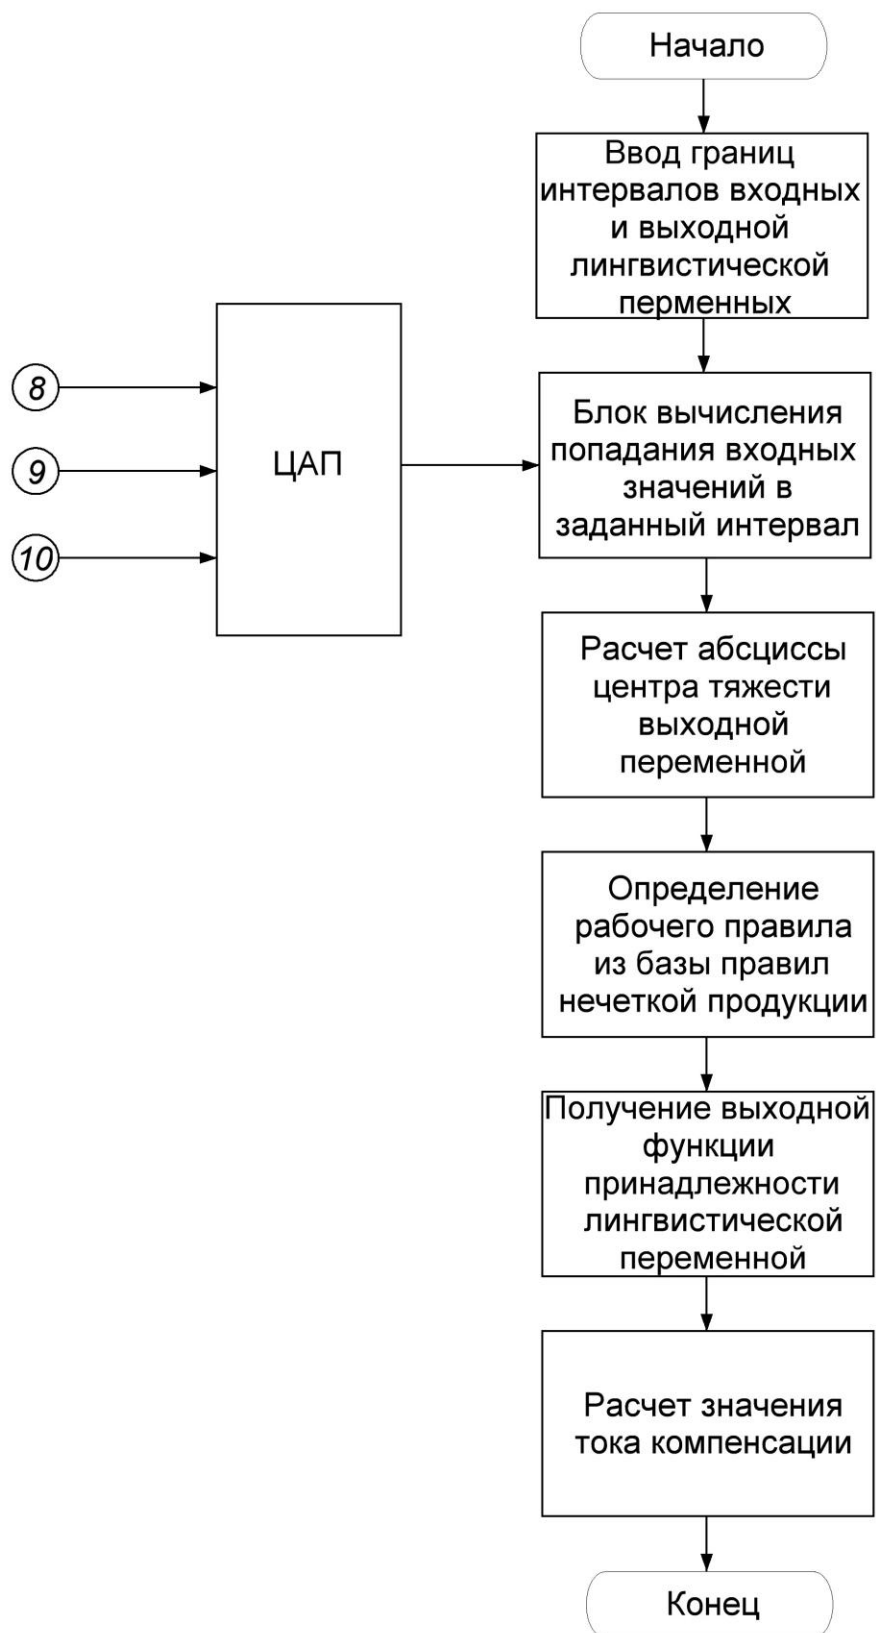 Начало
Ввод границ
интервалов входных
и выходной
лингвистической
перменных
8
9
10
ЦАП
Блок вычисления
попадания входных
значений в
заданный интервал
Расчет абсциссы
центра тяжести
выходной
переменной
Определение
рабочего правила
из базы правил
нечеткой продукции
Получение выходной
функции
принадлежности
лингвистической
переменной
Расчет значения
тока компенсации
Конец